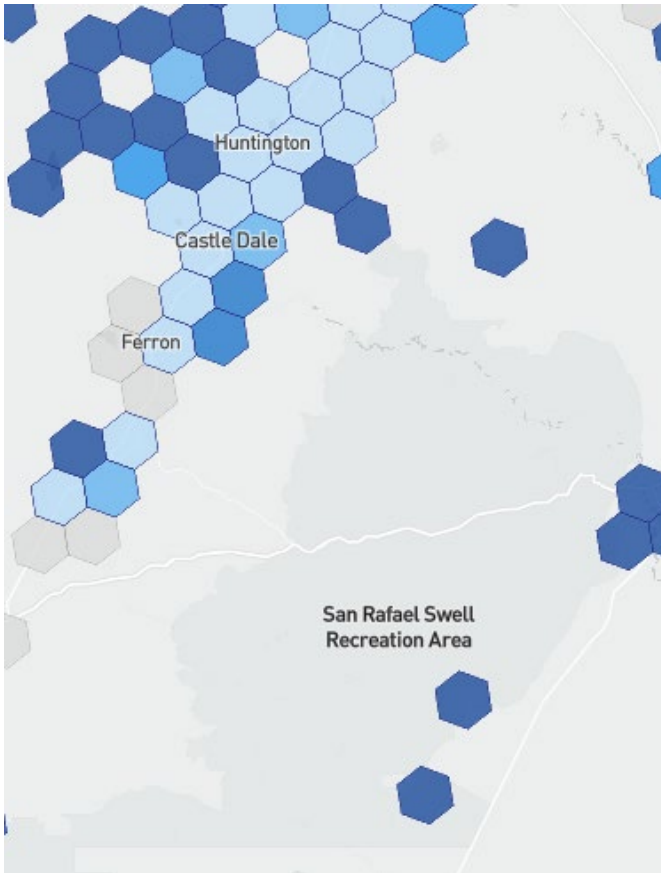 Huntington
Castle Dale
Ferron
San Rafael Swell
Recreation Area